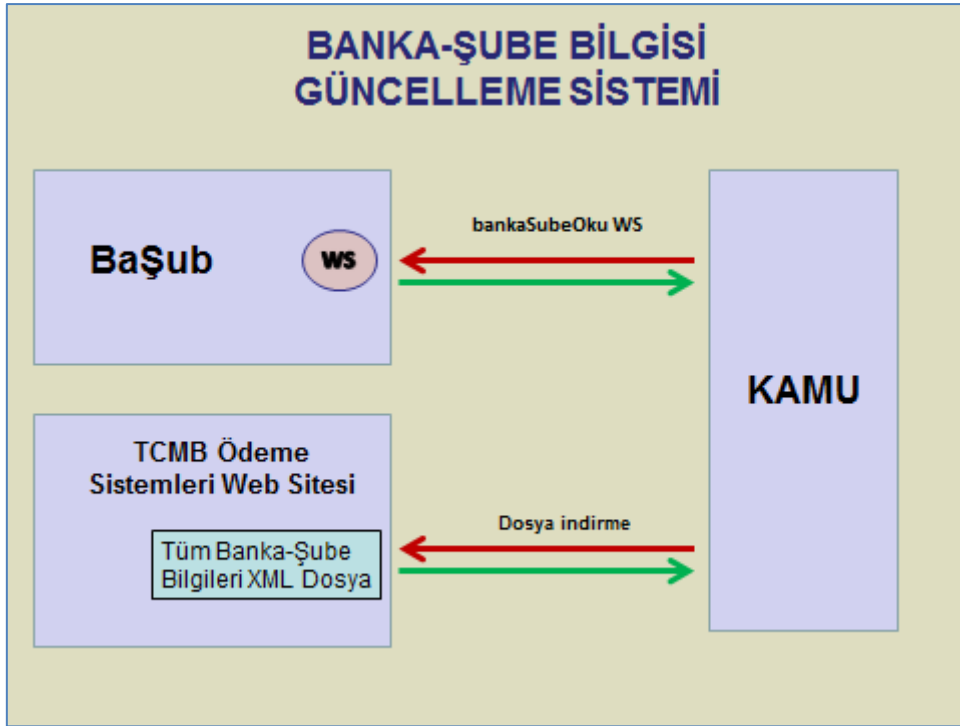 BANKA-ŞUBE BİLGİSİ
GÜNCELLEME SİSTEMİ
BaŞub
WS
bankaSubeOku WS
KAMU
TCMB Ödeme
Sistemleri Web Sitesi
Tüm Banka-Şube
Bilgileri XML Dosya
Dosya indirme